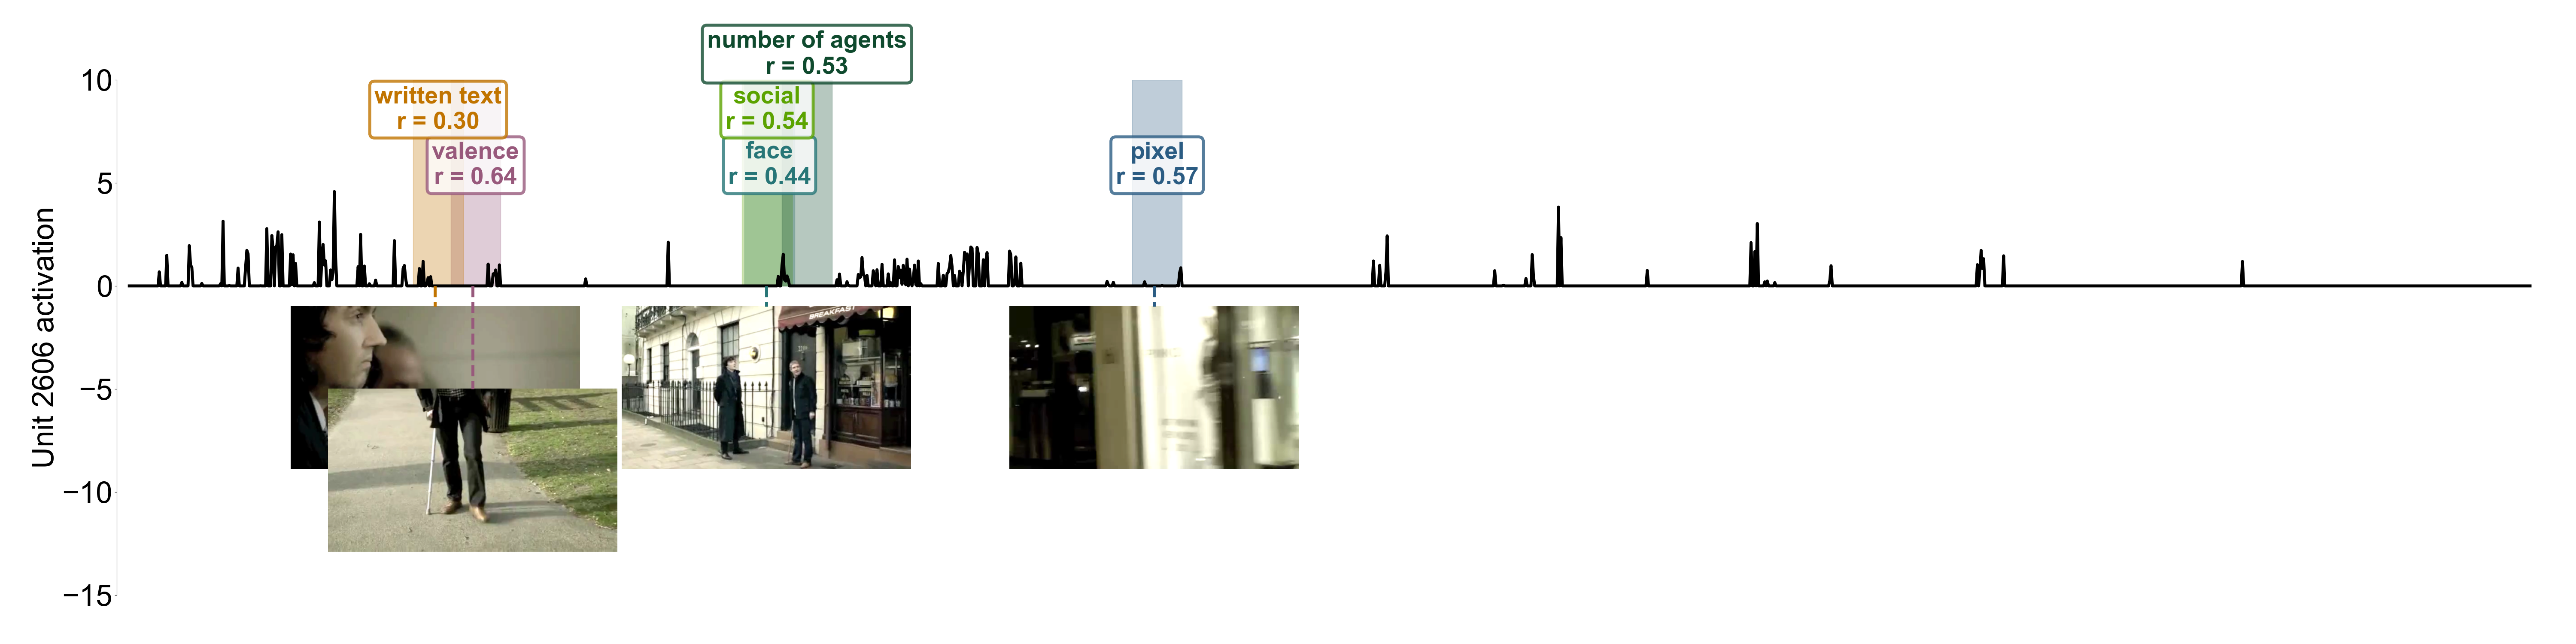 number of agents
r = 0.53
written text
r = 0.30
social
r = 0.54
valence
r = 0.64
face
r = 0.44
pixel
r = 0.57
Unit 2606 activation
10
5
0
−5
−10
−15
BREAKFAST